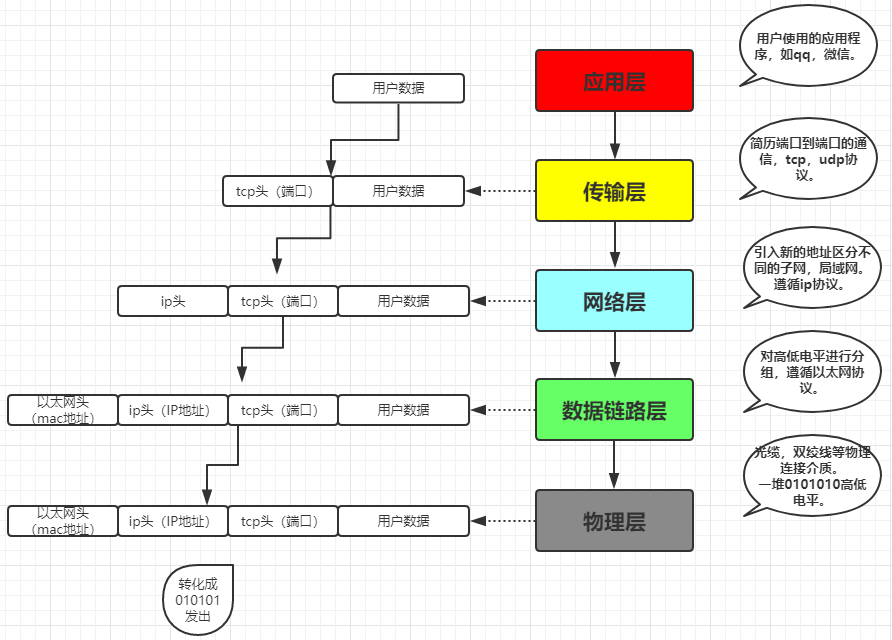 用户使用的应用程
序，如qq，微信。
应用层
用户数据
简历端口到端口的通
信，tcp，udp协
议。
tcp头（端口）
用户数据
传输层
引入新的地址区分不
同的子网，局域网。
遵循ip协议。
ip头
tcp头（端口）
用户数据
网络层
对高低电平进行分
组，遵循以太网协
议。
以太网头
（mac地址）
ip头（IP地址）
tcp头（端口）
用户数据
数据链路层
光缆，双绞线等物理
连接介质。
一堆0101010高低
电平。
以太网头
（mac地址）
ip头（IP地址）
tcp头（端口）
用户数据
物理层
转化成
010101
发出